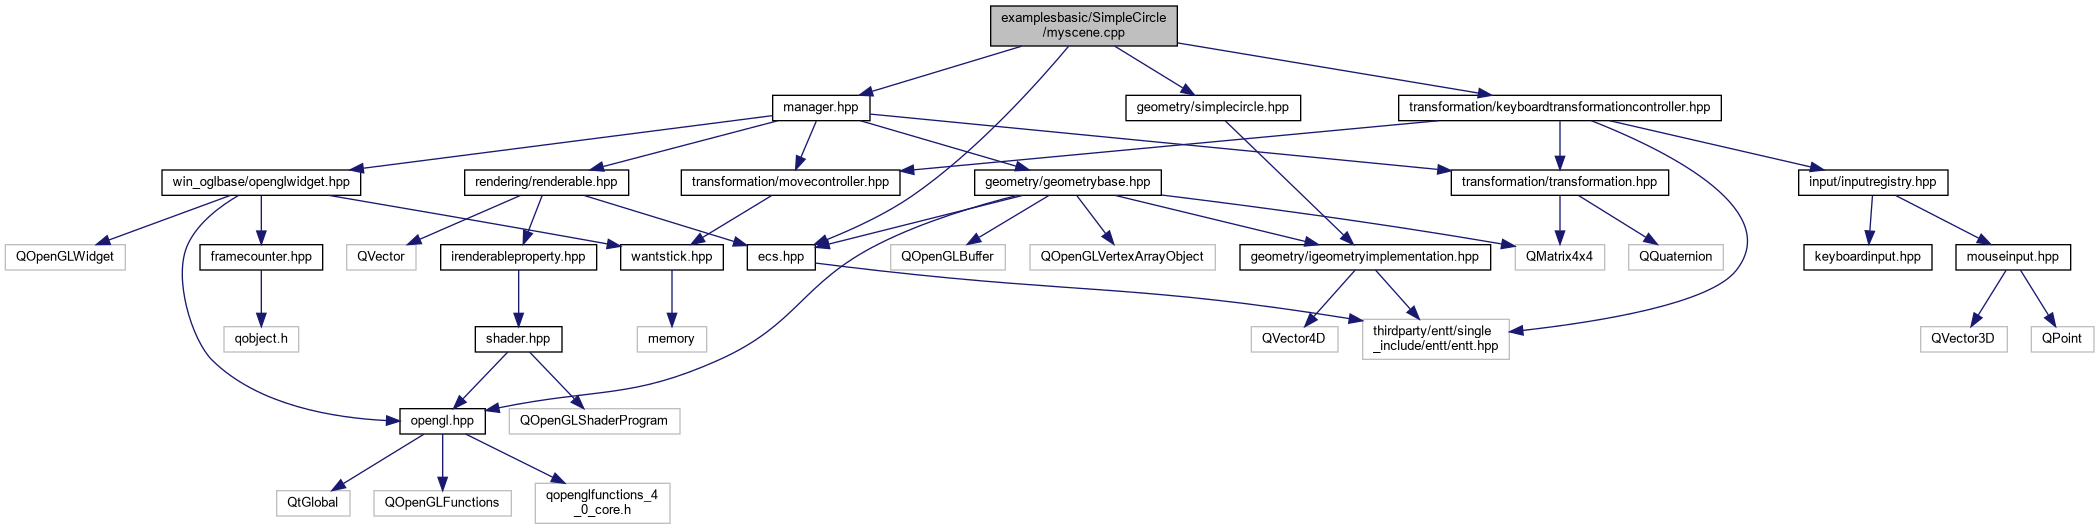 examplesbasic/SimpleCircle
/myscene.cpp
manager.hpp
geometry/simplecircle.hpp
transformation/keyboardtransformationcontroller.hpp
win_oglbase/openglwidget.hpp
rendering/renderable.hpp
transformation/movecontroller.hpp
geometry/geometrybase.hpp
transformation/transformation.hpp
input/inputregistry.hpp
QOpenGLWidget
framecounter.hpp
QVector
irenderableproperty.hpp
wantstick.hpp
ecs.hpp
QOpenGLBuffer
QOpenGLVertexArrayObject
geometry/igeometryimplementation.hpp
QMatrix4x4
QQuaternion
keyboardinput.hpp
mouseinput.hpp
qobject.h
shader.hpp
memory
QVector4D
thirdparty/entt/single
_include/entt/entt.hpp
QVector3D
QPoint
opengl.hpp
QOpenGLShaderProgram
QtGlobal
QOpenGLFunctions
qopenglfunctions_4
_0_core.h